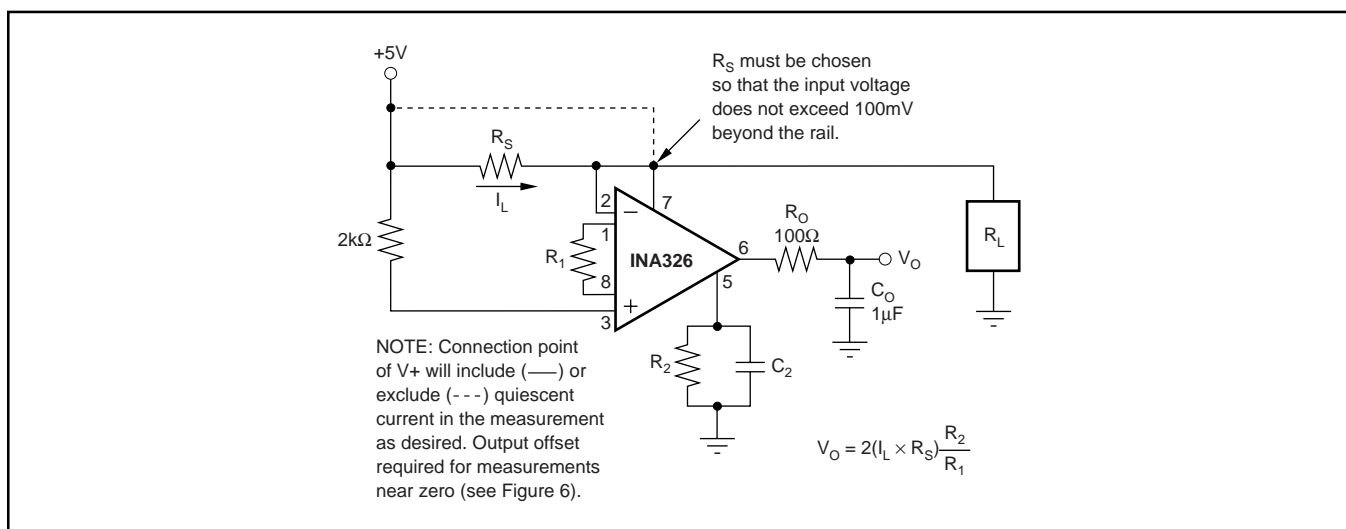 +5V
R_S must be chosen
so that the input voltage
does not exceed 100mV
beyond the rail.
R_S
I_L
2kΩ
2
−
7
1
R_1
INA326
8
+
3
6
5
R_O
100Ω
V_O
C_O
1µF
R_L
R_2
C_2
NOTE: Connection point
of V+ will include (——) or
exclude (- - -) quiescent
current in the measurement
as desired. Output offset
required for measurements
near zero (see Figure 6).
V_O = 2(I_L × R_S) R_2/R_1